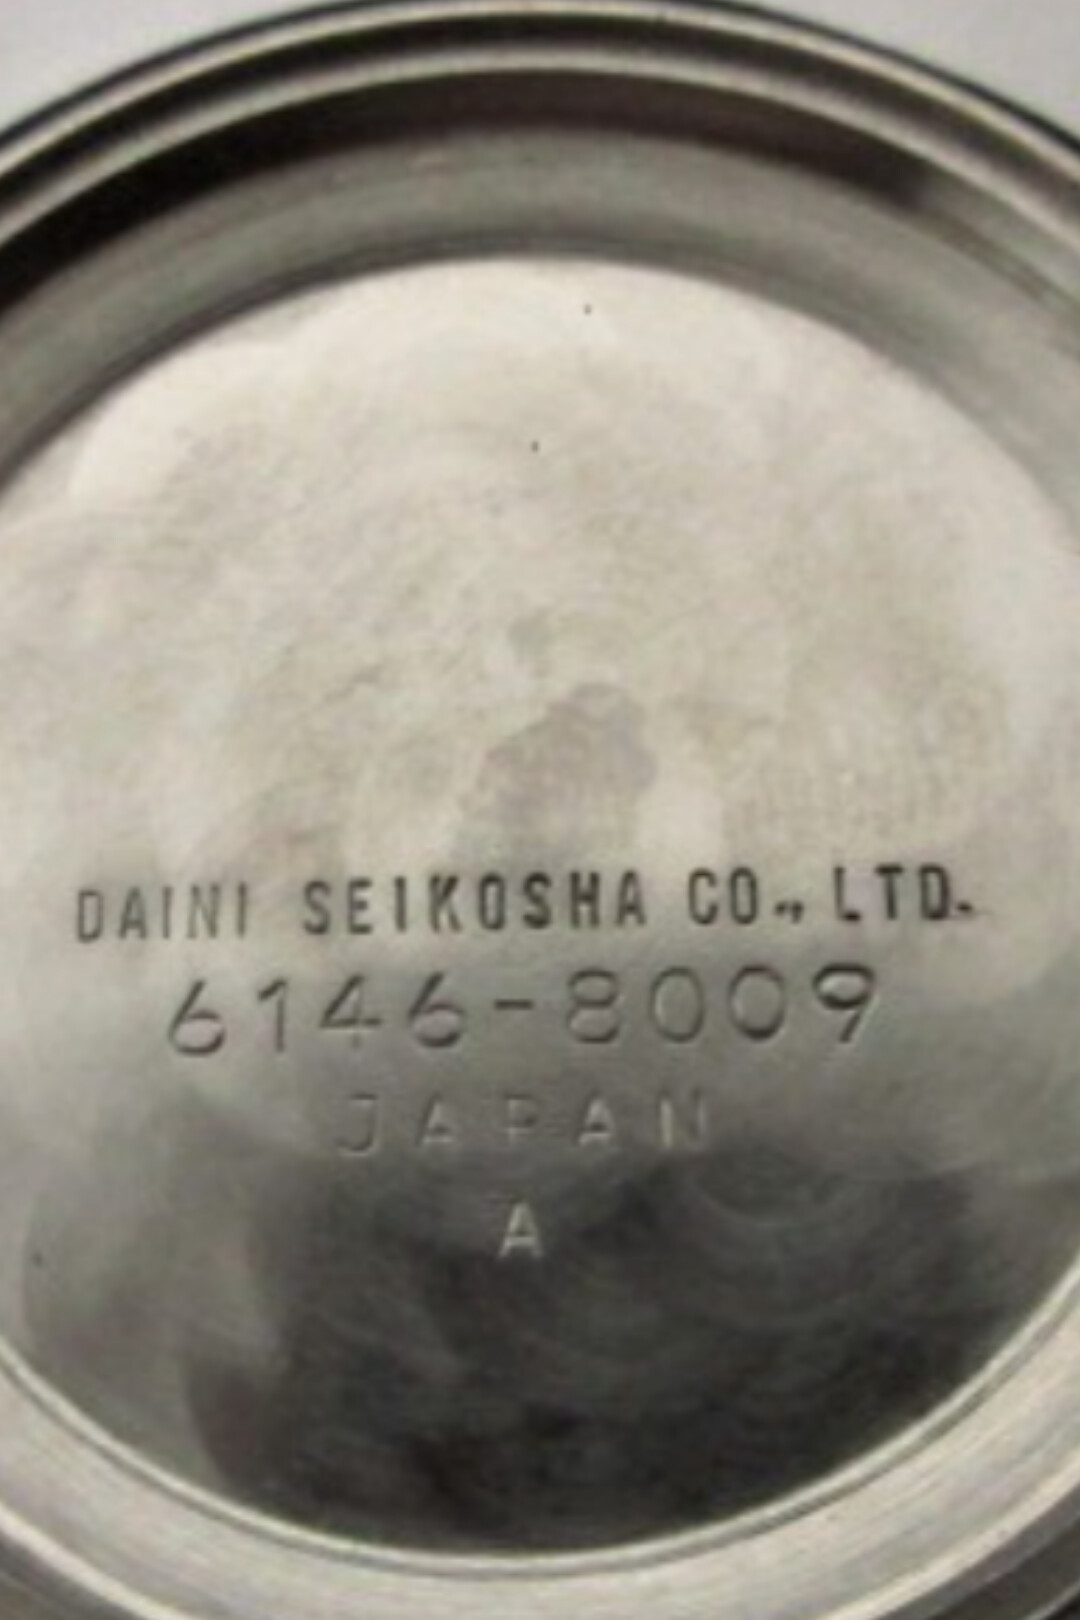 DAINI SEIKOSHA CO., LTD.
6146-8009
JAPAN
A